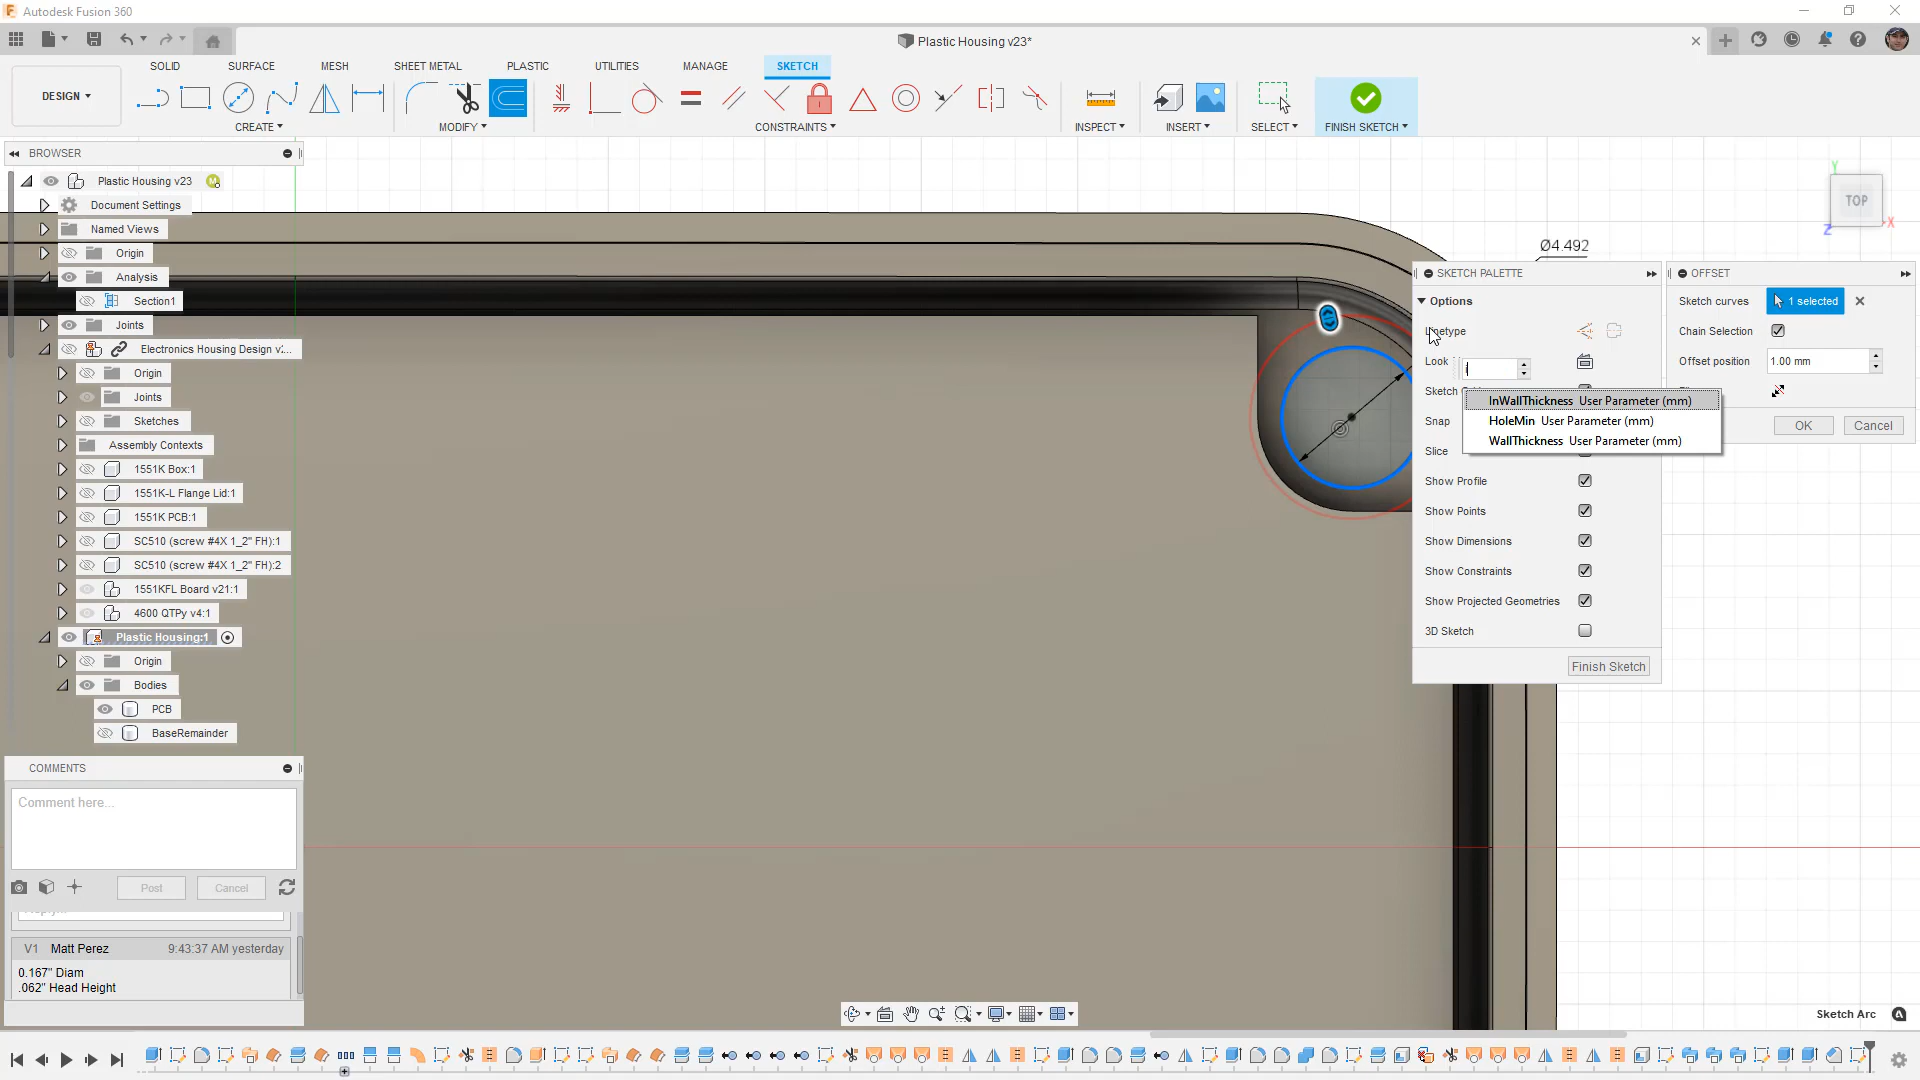 Autodesk Fusion 360
Plastic Housing v23*
DESIGN
SOLID
SURFACE
MESH
SHEET METAL
PLASTIC
UTILITIES
MANAGE
SKETCH
CREATE
MODIFY
CONSTRAINTS
INSPECT
INSERT
SELECT
FINISH SKETCH
BROWSER
Plastic Housing v23
M
Document Settings
Named Views
Origin
Analysis
Section1
Joints
Electronics Housing Design v:...
Origin
Joints
Sketches
Assembly Contexts
1551K Box:1
1551K-L Flange Lid:1
1551K PCB:1
SC510 (screw #4X 1_2" FH):1
SC510 (screw #4X 1_2" FH):2
1551KFL Board v21:1
4600 QTPy v4:1
Plastic Housing:1
Origin
Bodies
PCB
BaseRemainder
COMMENTS
Comment here...
Post
Cancel
V1 Matt Perez 9:43:37 AM yesterday
0.167" Diam
.062" Head Height
TOP
Y
X
Z
Ø4.492
SKETCH PALETTE
Options
Linetype
Look
Snap
Slice
Show Profile
Show Points
Show Dimensions
Show Constraints
Show Projected Geometries
3D Sketch
Finish Sketch
i
InWallThickness User Parameter (mm)
HoleMin User Parameter (mm)
WallThickness User Parameter (mm)
OFFSET
Sketch curves
1 selected
Chain Selection
Offset position
1.00 mm
OK
Cancel
Sketch Arc